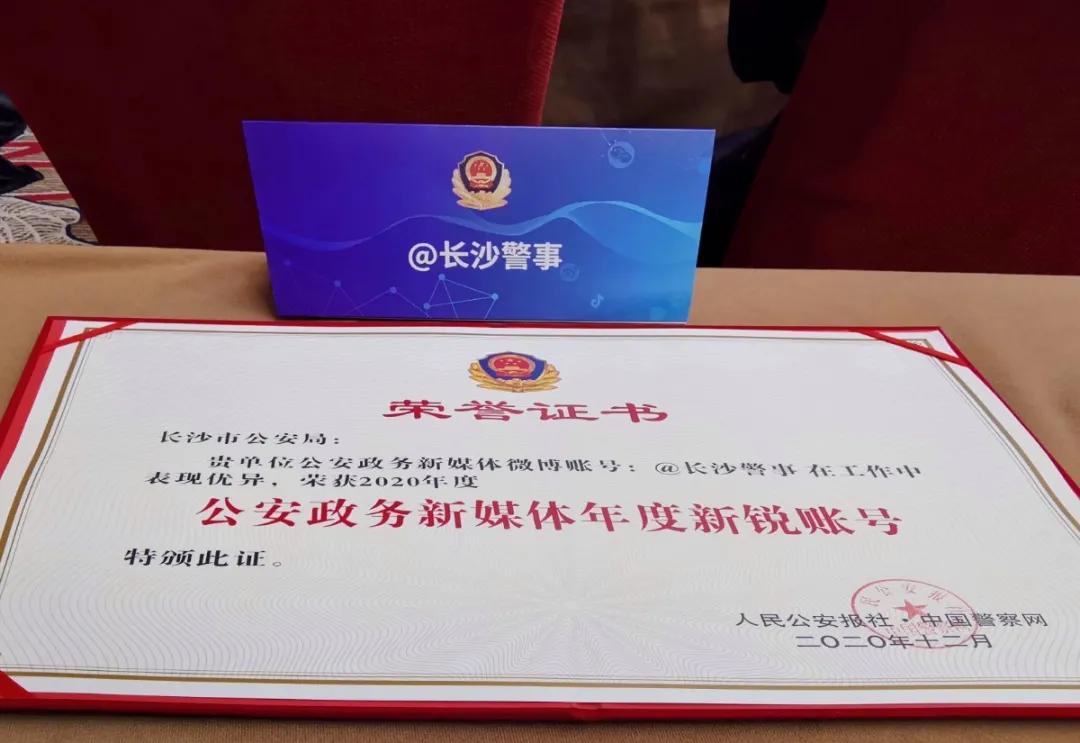 @长沙警事
荣誉证书
长沙市公安局：
贵单位公安政务新媒体微博账号：@长沙警事 在工作中
表现优异，荣获2020年度
公安政务新媒体年度新锐账号
特颁此证。
人民公安报社·中国警察网
二〇二〇年十二月